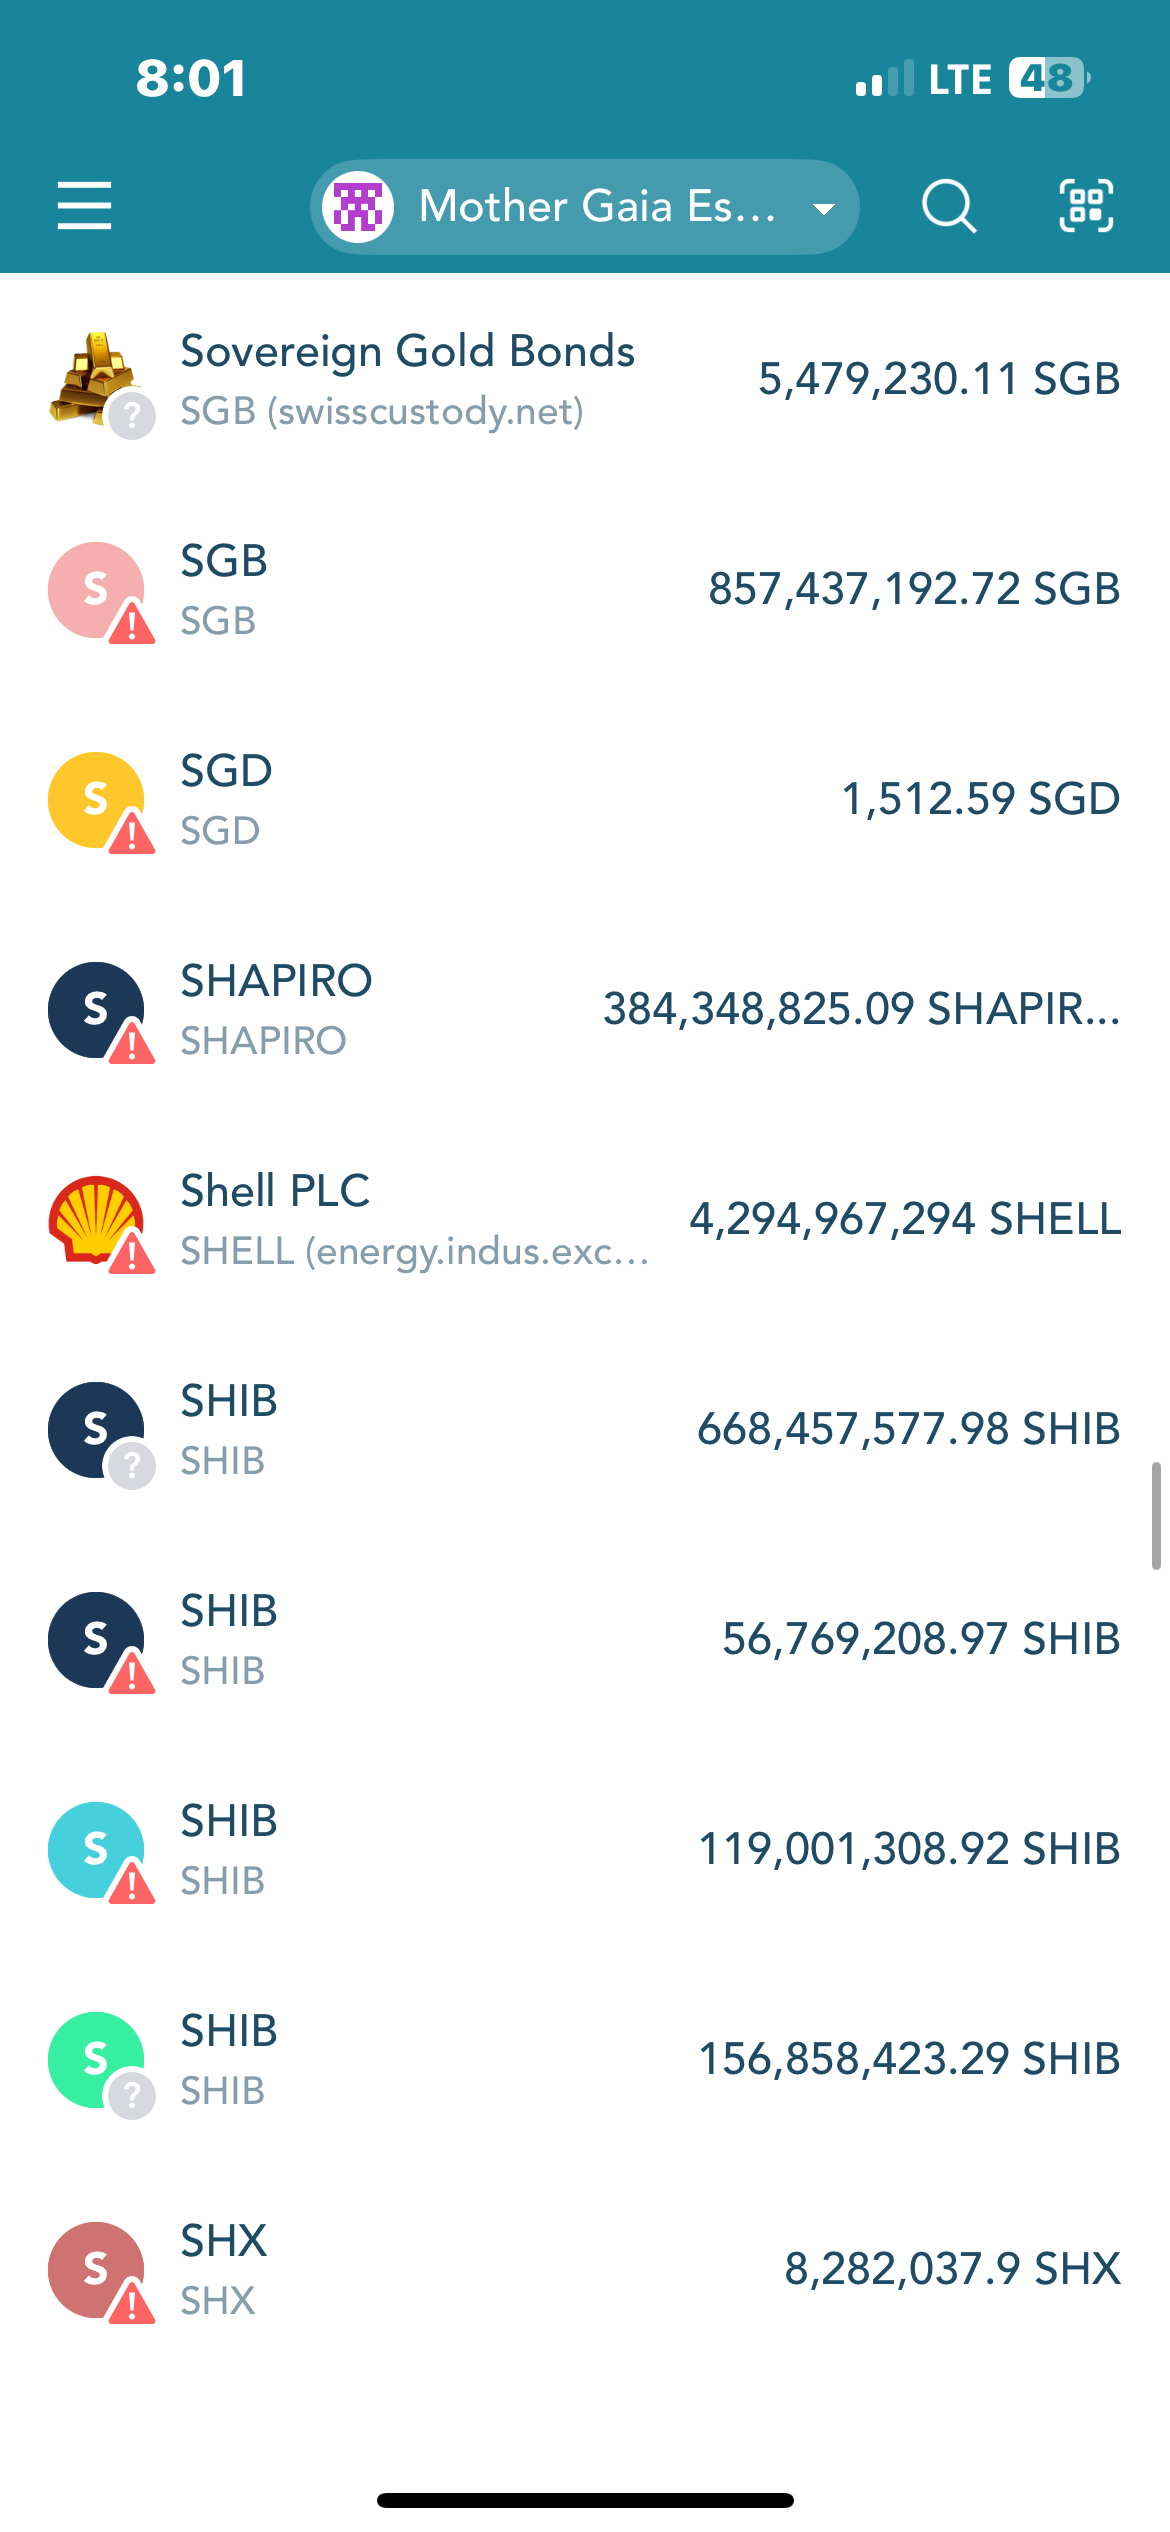 8:01
LTE 48
Mother Gaia Es...
Sovereign Gold Bonds
SGB (swisscustody.net)
5,479,230.11 SGB
S
SGB
SGB
857,437,192.72 SGB
S
SGD
SGD
1,512.59 SGD
S
SHAPIRO
SHAPIRO
384,348,825.09 SHAPIR...
Shell PLC
SHELL (energy.indus.exc...
4,294,967,294 SHELL
S
SHIB
SHIB
668,457,577.98 SHIB
S
SHIB
SHIB
56,769,208.97 SHIB
S
SHIB
SHIB
119,001,308.92 SHIB
S
SHIB
SHIB
156,858,423.29 SHIB
S
SHX
SHX
8,282,037.9 SHX